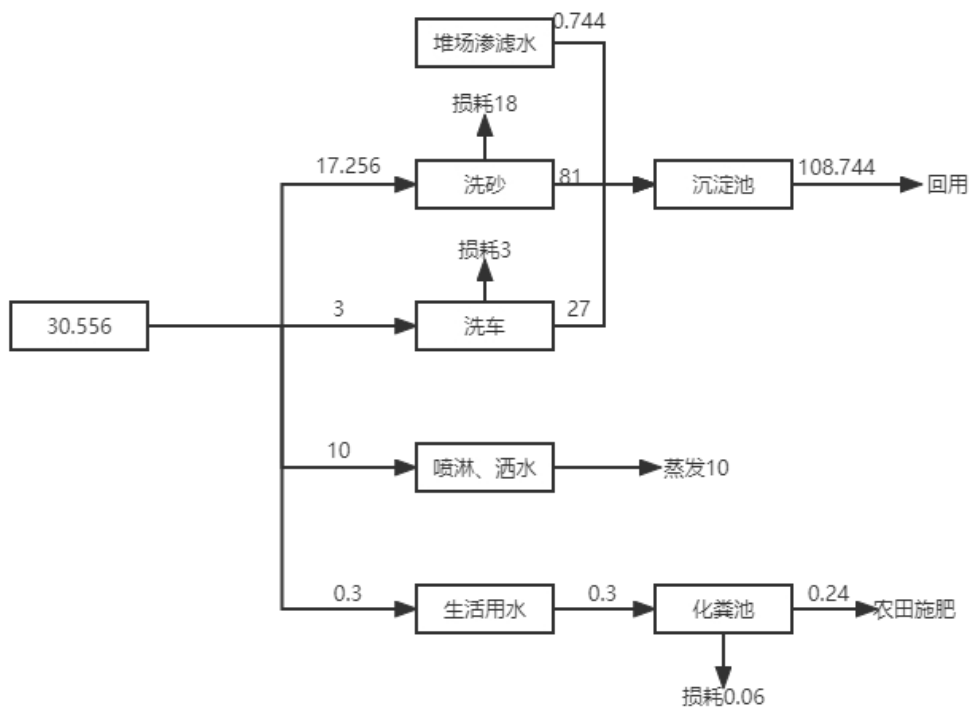 0.744
堆场渗滤水
损耗18
17.256
洗砂
81
沉淀池
108.744
回用
损耗3
30.556
3
洗车
27
10
喷淋、洒水
蒸发10
0.3
生活用水
0.3
化粪池
0.24
农田施肥
损耗0.06